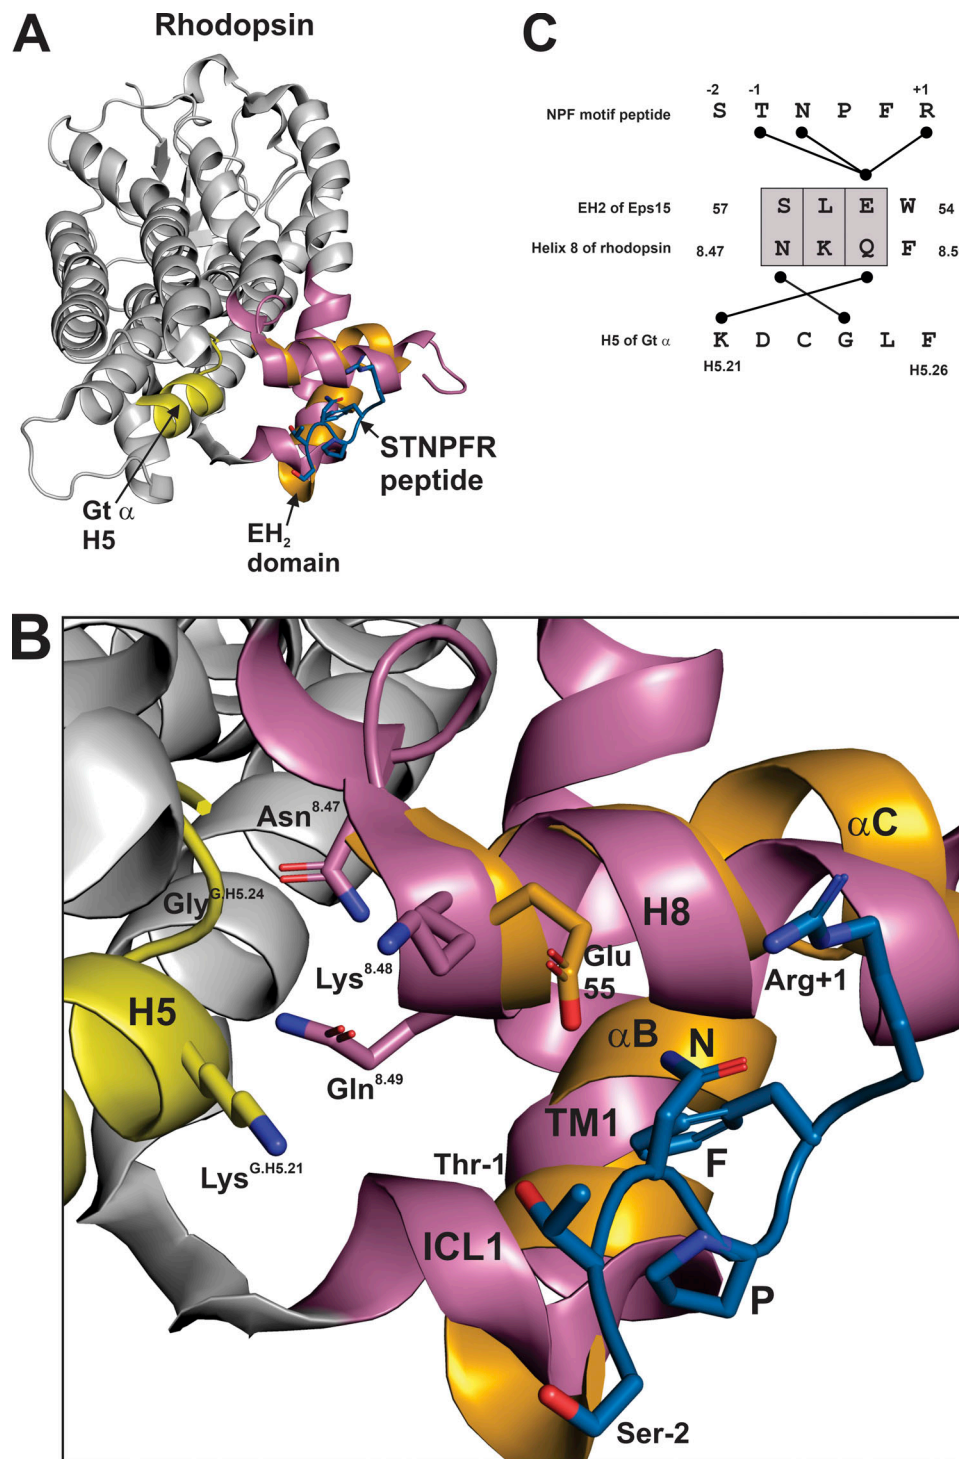 A
Rhodopsin
Gt α
H5
EH2
domain
STNPFR
peptide
C
-2 -1 +1
NPF motif peptide S T N P F R
EH2 of Eps15 57 S L E W 54
Helix 8 of rhodopsin 8.47 N K Q F 8.5
H5 of Gt α K D C G L F
H5.21 H5.26
B
Asn8.47
GlyG.H5.24
αC
H8
Lys8.48
Glu
55
Arg+1
H5
αB
N
Gln8.49
TM1
F
Thr-1
LysG.H5.21
ICL1
P
Ser-2